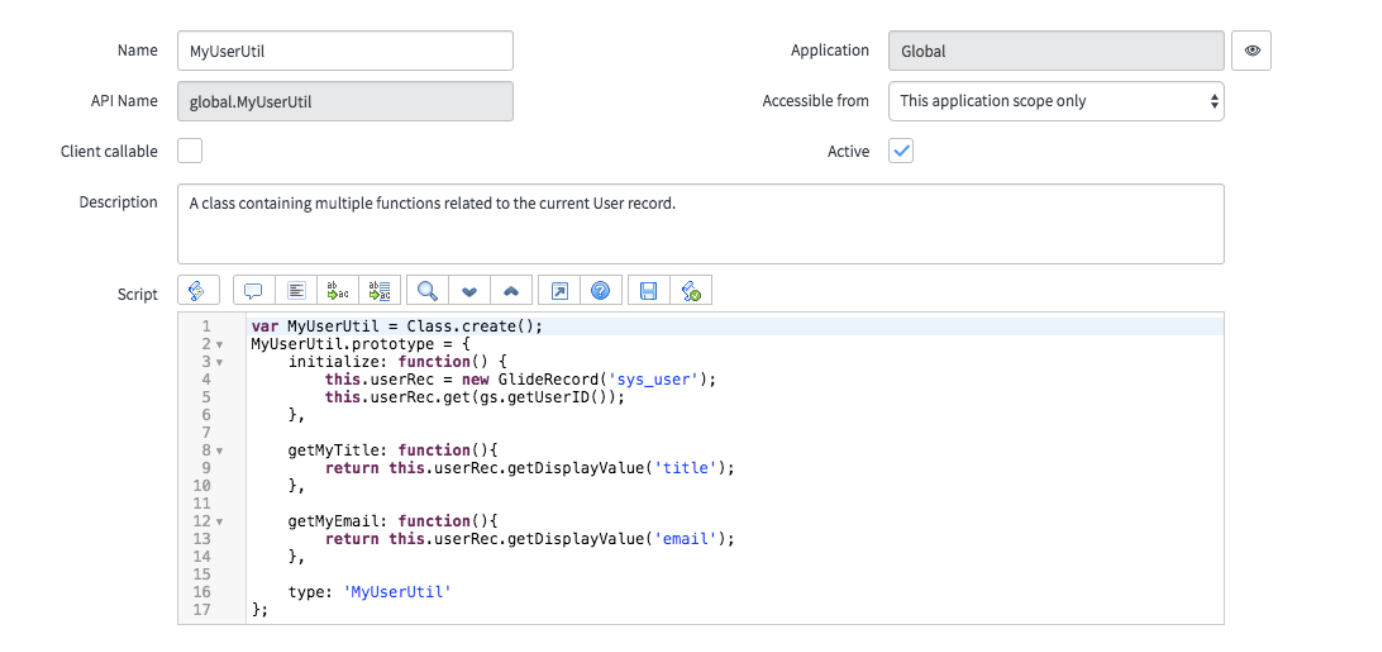 Name MyUserUtil Application Global
API Name global.MyUserUtil Accessible from This application scope only
Client callable Active
Description A class containing multiple functions related to the current User record.
Script
1 var MyUserUtil = Class.create();
2 MyUserUtil.prototype = {
3     initialize: function() {
4         this.userRec = new GlideRecord('sys_user');
5         this.userRec.get(gs.getUserID());
6     },
7
8     getMyTitle: function(){
9         return this.userRec.getDisplayValue('title');
10     },
11
12     getMyEmail: function(){
13         return this.userRec.getDisplayValue('email');
14     },
15
16     type: 'MyUserUtil'
17 };